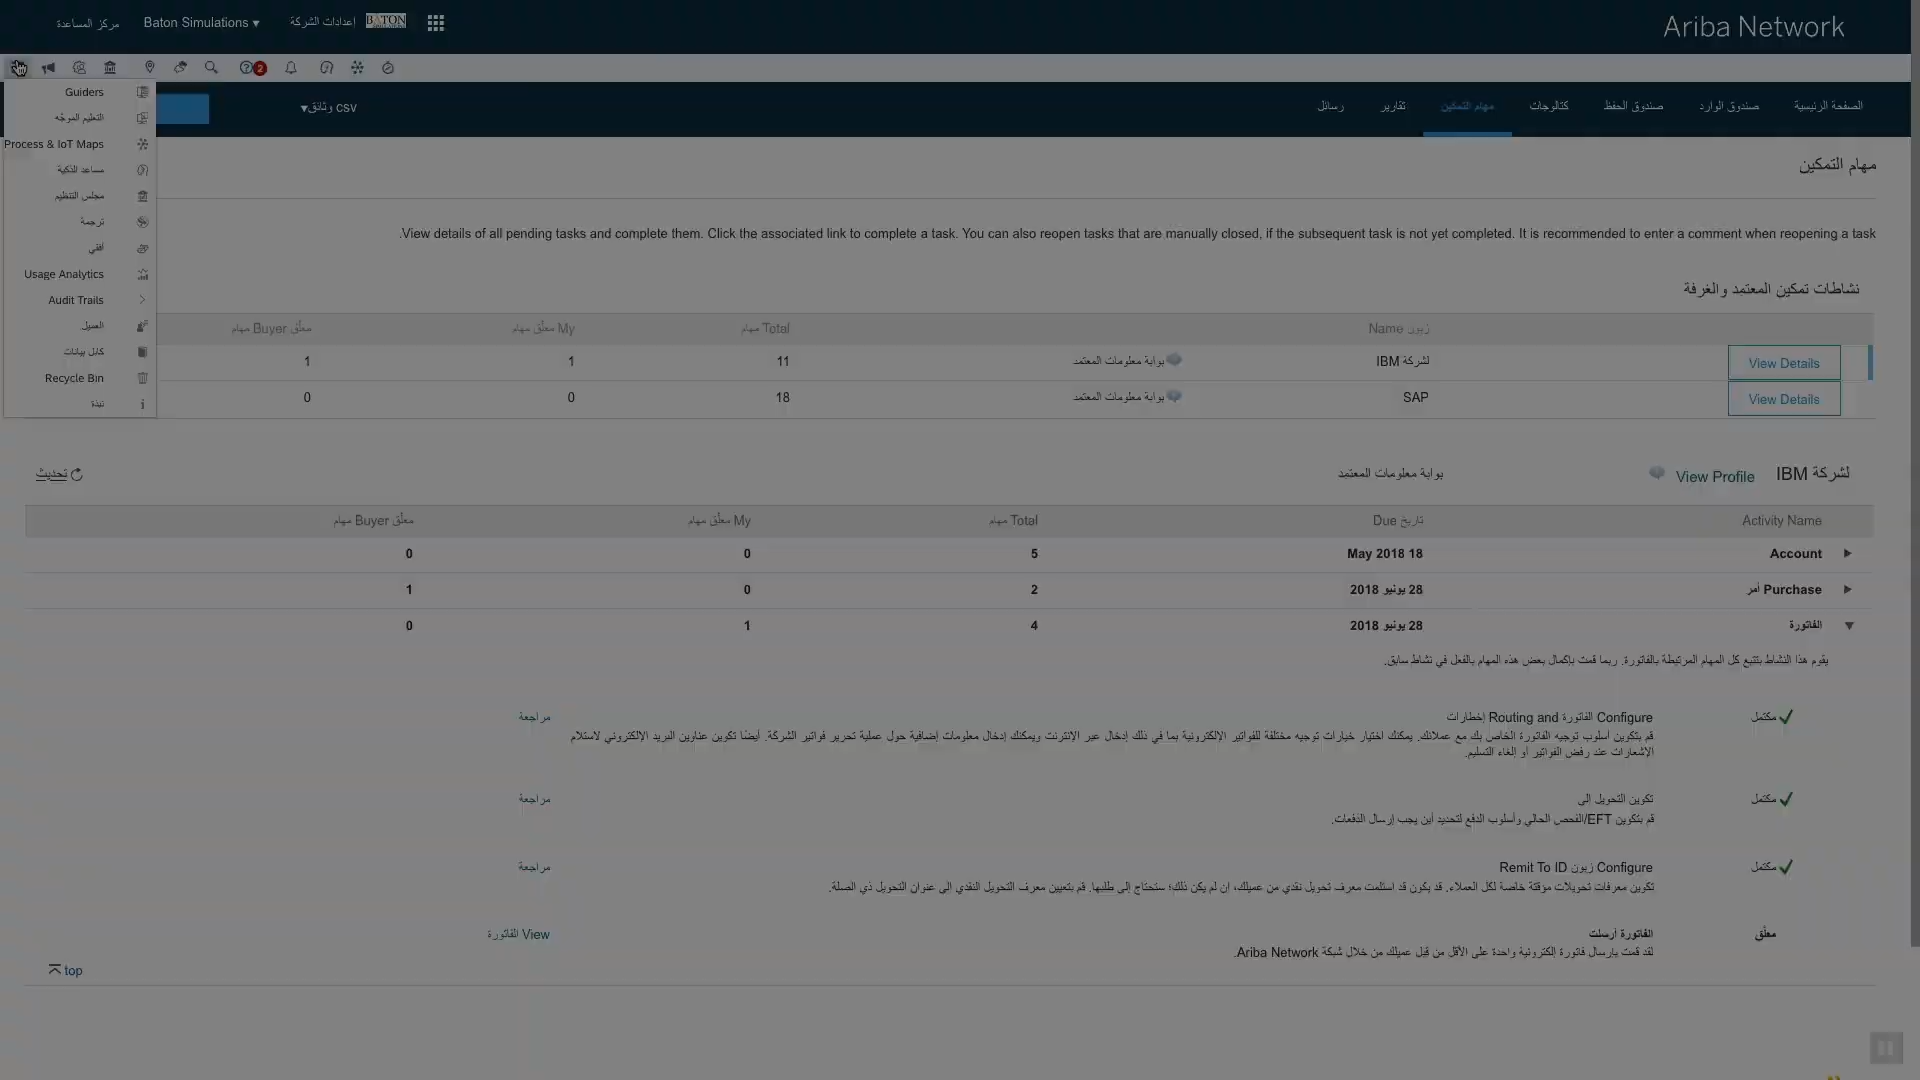 Ariba Network
إعدادات الشركة
Baton Simulations ▾
مركز المساعدة
2
الصفحة الرئيسية
صندوق الوارد
صندوق الحفظ
كتالوجات
مهام التمكين
تقارير
رسائل
وثائق csv ▾
Guiders
التعليم الموجّه
Process & IoT Maps
مساعد الذكية
مجلس التنظيم
ترجمة
أفقي
Usage Analytics
Audit Trails
العميل
كائل بيانات
Recycle Bin
نبذة
مهام التمكين
.View details of all pending tasks and complete them. Click the associated link to complete a task. You can also reopen tasks that are manually closed, if the subsequent task is not yet completed. It is recommended to enter a comment when reopening a task
نشاطات تمكين المعتمد والغرفة
زبون Name
Total مهام
My معلّق مهام
معلّق Buyer مهام
View Details
لشركة IBM
بوابة معلومات المعتمد
11
1
1
View Details
SAP
بوابة معلومات المعتمد
18
0
0
لشركة IBM
View Profile
بوابة معلومات المعتمد
تحديث
Activity Name
تاريخ Due
Total مهام
My معلّق مهام
معلّق Buyer مهام
Account
May 2018 18
5
0
0
Purchase أمر
28 يونيو 2018
2
0
1
الفاتورة
28 يونيو 2018
4
1
0
يقوم هذا النشاط بتتبع كل المهام المرتبطة بالفاتورة. ربما قمت بإكمال بعض هذه المهام بالفعل في نشاط سابق.
مكتمل
Configure الفاتورة Routing and إخطارات
مراجعة
قم بتكوين أسلوب توجيه الفاتورة الخاص بك مع عملائك. يمكنك اختيار خيارات توجيه مختلفة للفواتير الإلكترونية بما في ذلك إدخال عبر الإنترنت ويمكنك إدخال معلومات إضافية حول عملية تحرير فواتير الشركة. أيضًا تكوين عناوين البريد الإلكتروني لاستلام
الإشعارات عند رفض الفواتير أو إلغاء التسليم.
مكتمل
تكوين التحويل إلى
مراجعة
قم بتكوين EFT/الفحص الحالي وأسلوب الدفع لتحديد أين يجب إرسال الدفعات.
مكتمل
Configure زبون Remit To ID
مراجعة
تكوين معرفات تحويلات مؤقتة خاصة لكل العملاء. قد يكون قد استلمت معرف تحويل نقدي من عميلك، ان لم يكن ذلك؛ ستحتاج إلى طلبها. قم بتعيين معرف التحويل النقدي الى عنوان التحويل ذي الصلة.
معلّق
الفاتورة أرسلت
View الفاتورة
لقد قمت بإرسال فاتورة إلكترونية واحدة على الأقل من قبل عميلك من خلال شبكة Ariba Network.
top